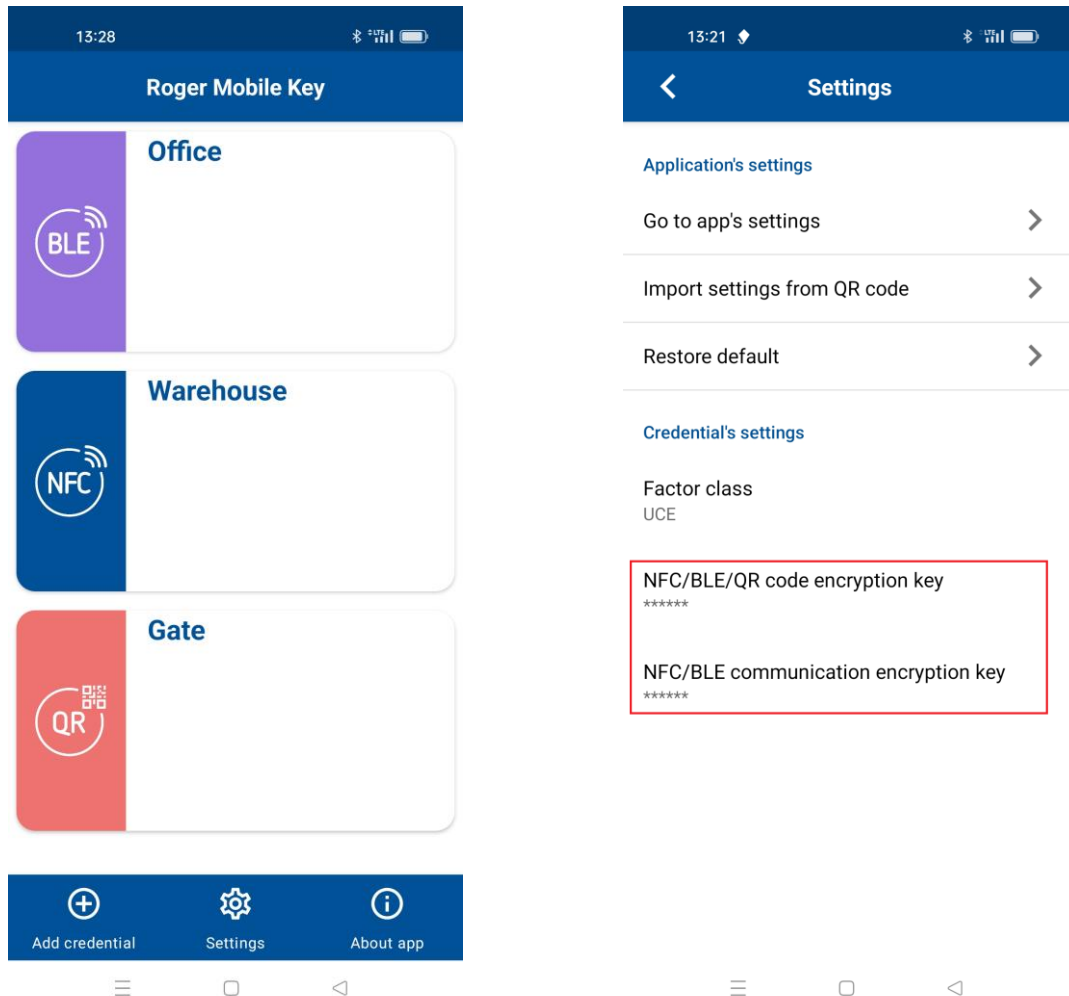 13:28
Roger Mobile Key
Office
BLE
Warehouse
NFC
Gate
QR
Add credential
Settings
About app
13:21
Settings
Application's settings
Go to app's settings
Import settings from QR code
Restore default
Credential's settings
Factor class
UCE
NFC/BLE/QR code encryption key
******
NFC/BLE communication encryption key
******